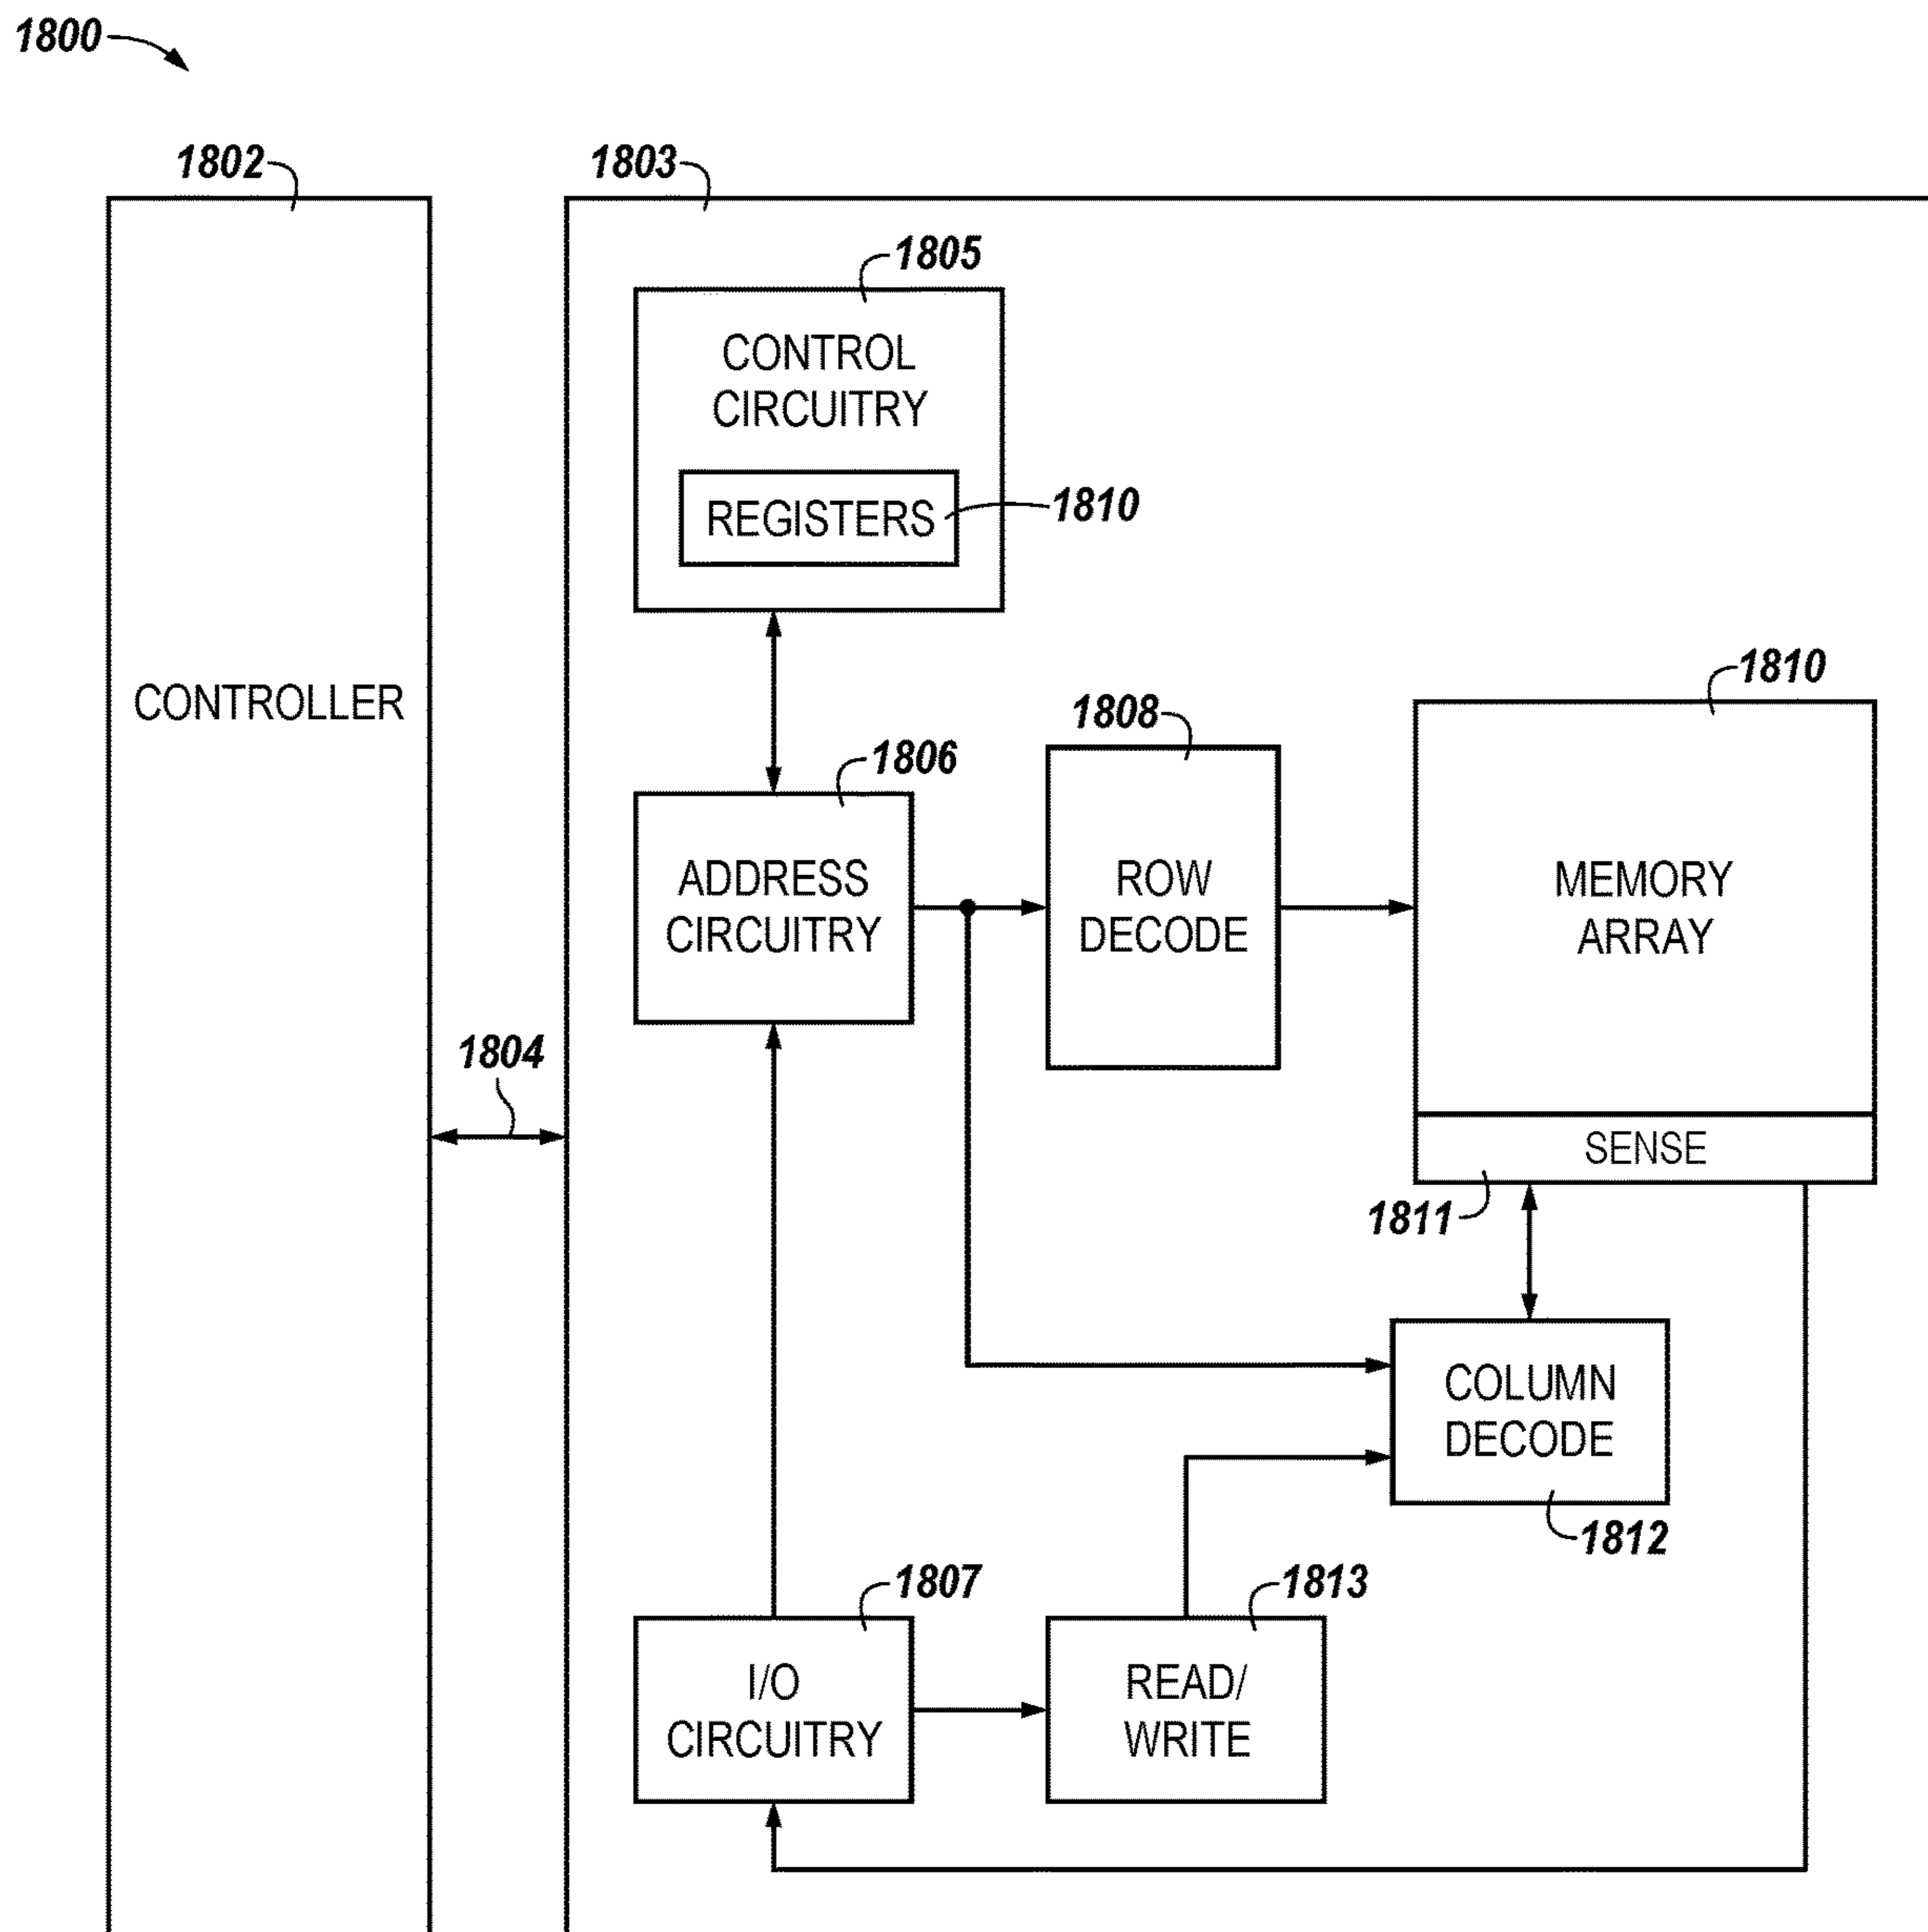 1800
1802
1803
1805
CONTROL
CIRCUITRY
REGISTERS
1810
CONTROLLER
1810
1808
1806
ADDRESS
CIRCUITRY
ROW
DECODE
MEMORY
ARRAY
1804
SENSE
1811
COLUMN
DECODE
1812
1807
1813
I/O
CIRCUITRY
READ/
WRITE